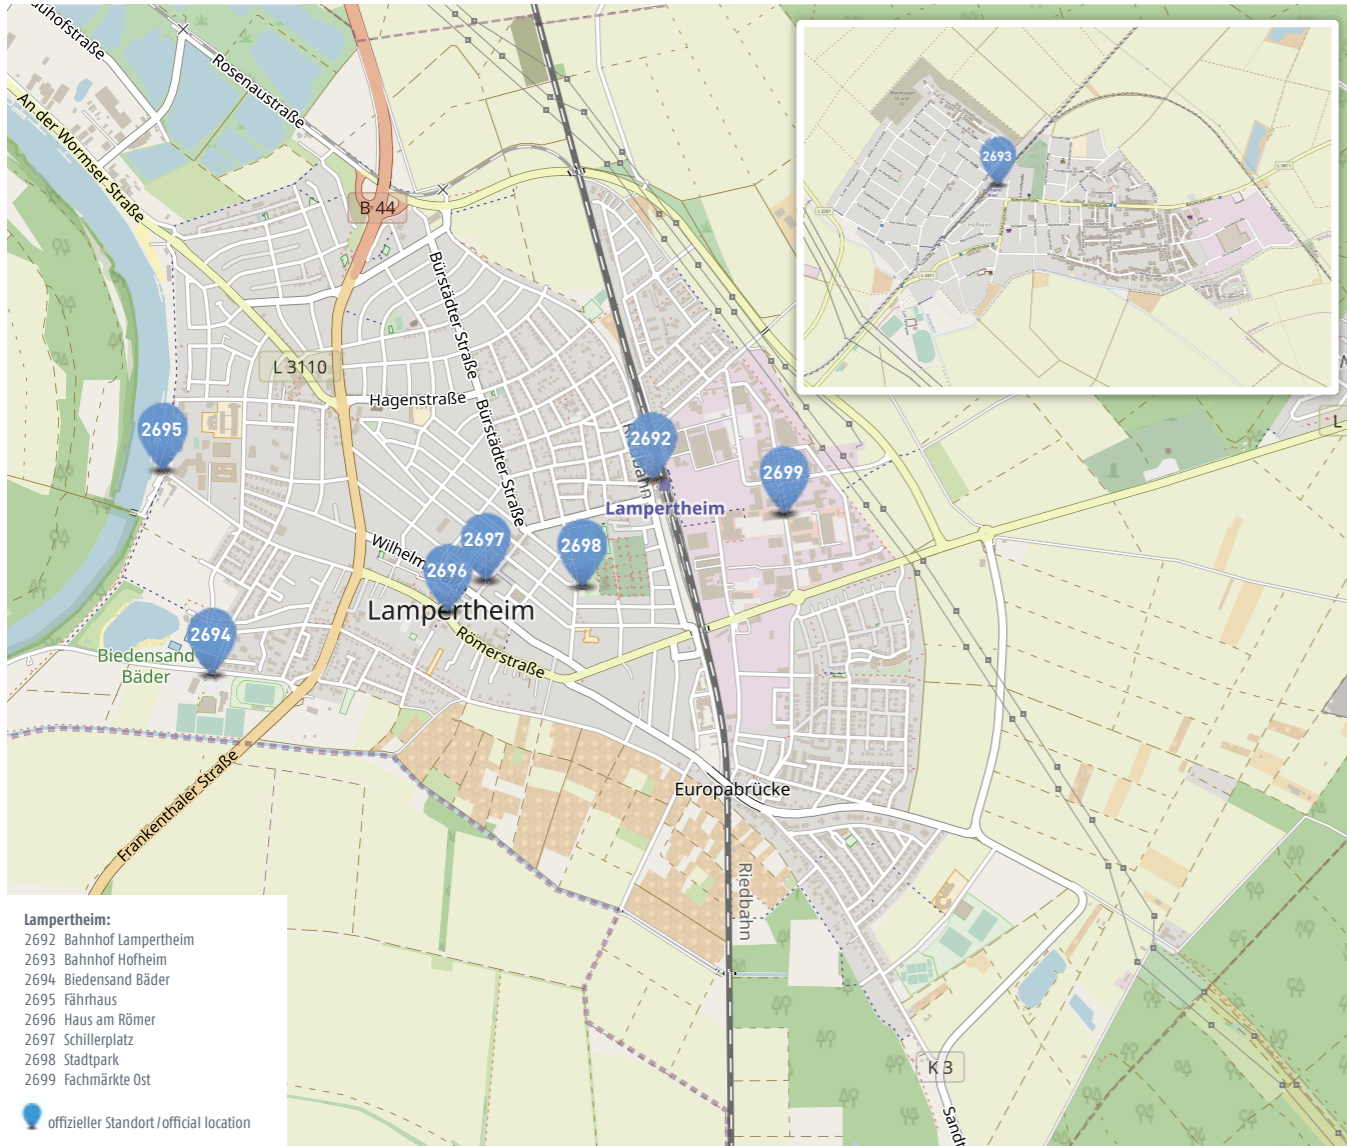 auhofstraße
Rosenaustraße
An der Wormser Straße
B 44
2693
Hofheim
L 3110
Bürstädter Straße
Hagenstraße
Bürstädter Straße
2695
2692
2699
Lampertheim
Wilhelm
2697
2698
2696
Lampertheim
2694
Biedensand
Bäder
Römerstraße
L
Frankenthaler Straße
Europabrücke
Riedbahn
K 3
Sandt
Lampertheim:
2692 Bahnhof Lampertheim
2693 Bahnhof Hofheim
2694 Biedensand Bäder
2695 Fährhaus
2696 Haus am Römer
2697 Schillerplatz
2698 Stadtpark
2699 Fachmärkte Ost
offizieller Standort/official location